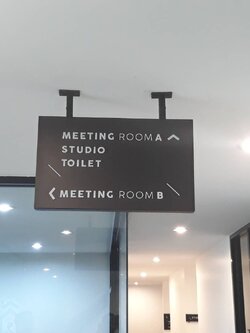 MEETING ROOM A
STUDIO
TOILET
MEETING ROOM B